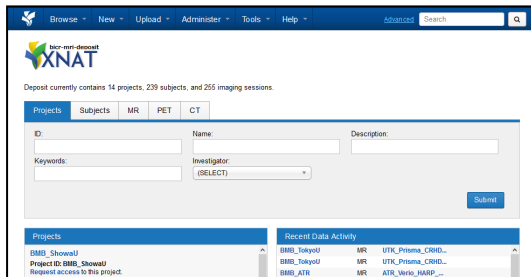 Browse New Upload Administer Tools Help Advanced Search
bicr-mri-deposit
XNAT
Deposit currently contains 14 projects, 239 subjects, and 255 imaging sessions.
Projects Subjects MR PET CT
ID: Name: Description:
Keywords: Investigator:
(SELECT)
Submit
Projects
BMB_ShowaU
Project ID: BMB_ShowaU
Request access to this project.
Recent Data Activity
BMB_TokyoU MR UTK_Prisma_CRHD...
BMB_TokyoU MR UTK_Prisma_CRHD...
BMB_ATR MR ATR_Verio_HARP_...